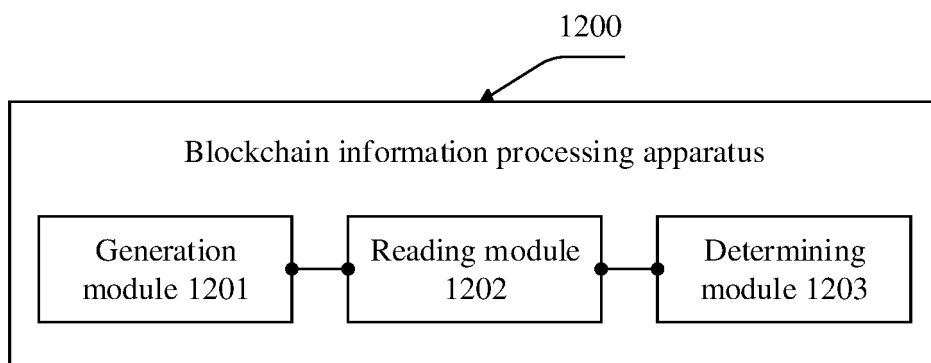 1200
Blockchain information processing apparatus
Generation
module 1201
Reading module
1202
Determining
module 1203